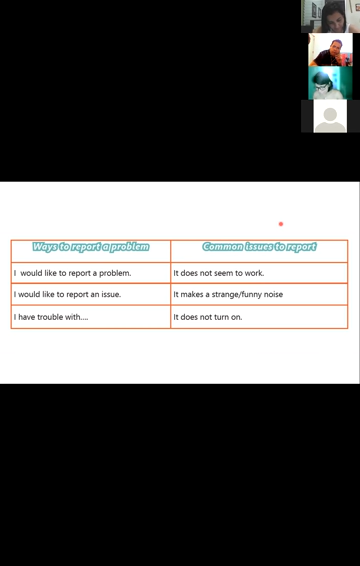 Ways to report a problem Common issues to report
I would like to report a problem. It does not seem to work.
I would like to report an issue. It makes a strange/funny noise
I have trouble with.... It does not turn on.